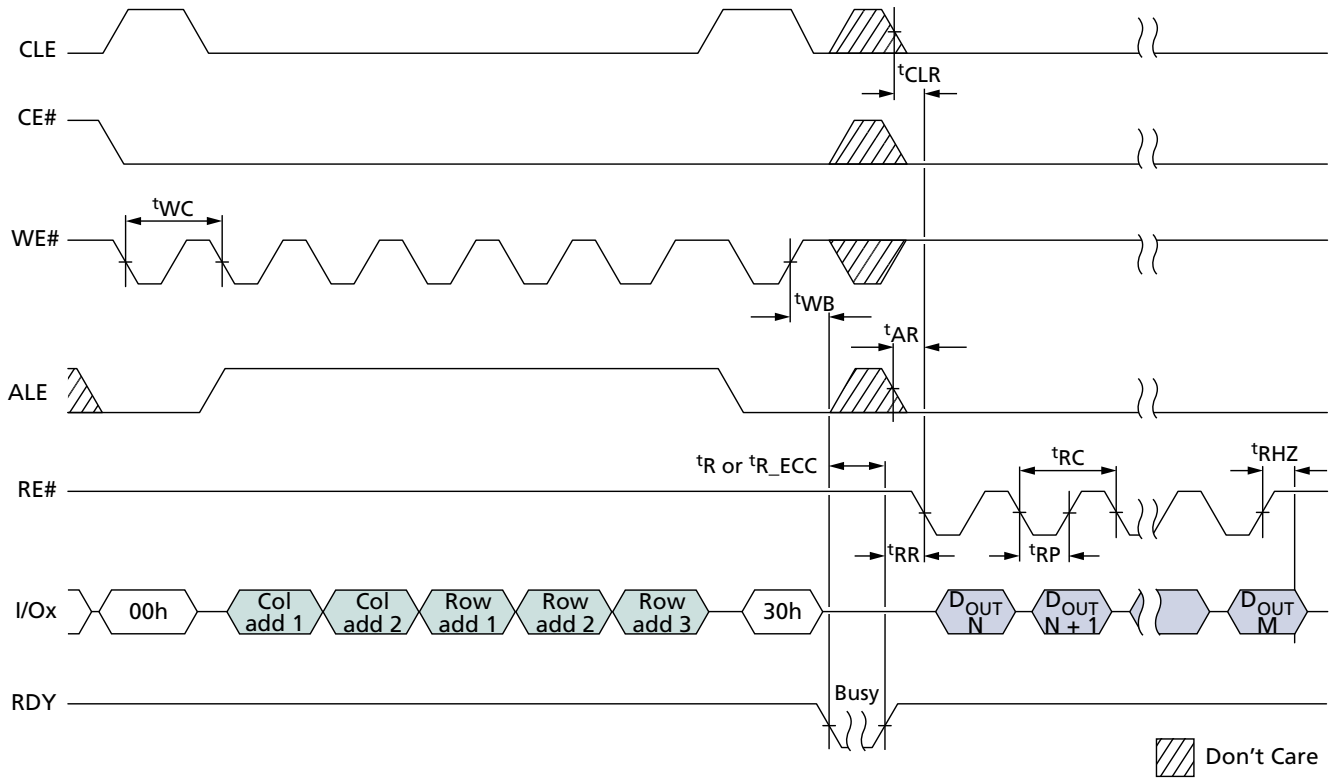 CLE
tCLR
CE#
tWC
WE#
tWB
tAR
ALE
tR or tR_ECC
tRC
tRHZ
RE#
tRR
tRP
I/Ox
00h
Col
add 1
Col
add 2
Row
add 1
Row
add 2
Row
add 3
30h
DOUT
N
DOUT
N + 1
DOUT
M
RDY
Busy
Don't Care